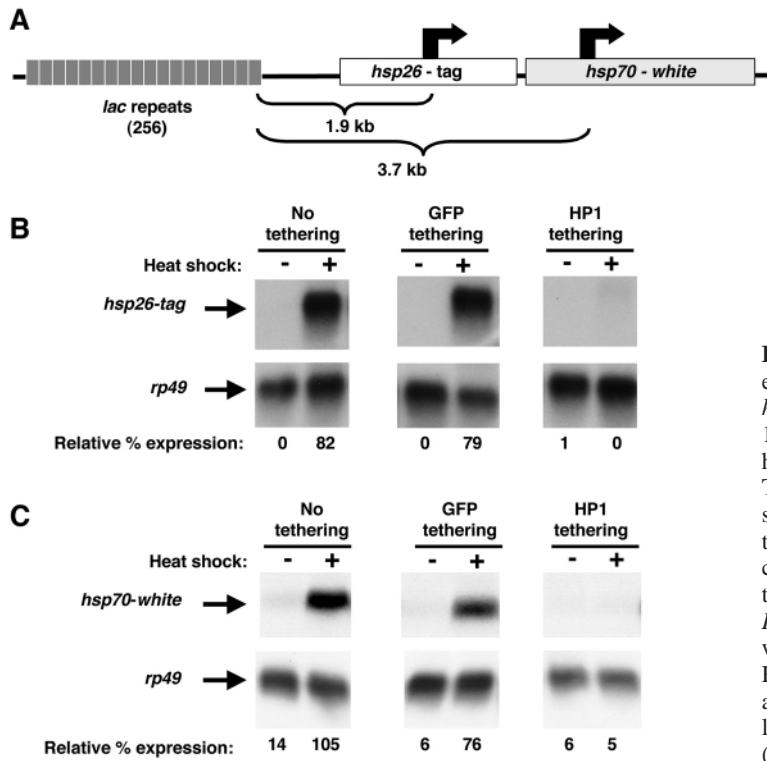 A
hsp26 - tag
hsp70 - white
lac repeats
(256)
1.9 kb
3.7 kb
B
No tethering
GFP tethering
HP1 tethering
Heat shock: - + - + - +
hsp26-tag
rp49
Relative % expression: 0 82 0 79 1 0
C
No tethering
GFP tethering
HP1 tethering
Heat shock: - + - + - +
hsp70-white
rp49
Relative % expression: 14 105 6 76 6 5